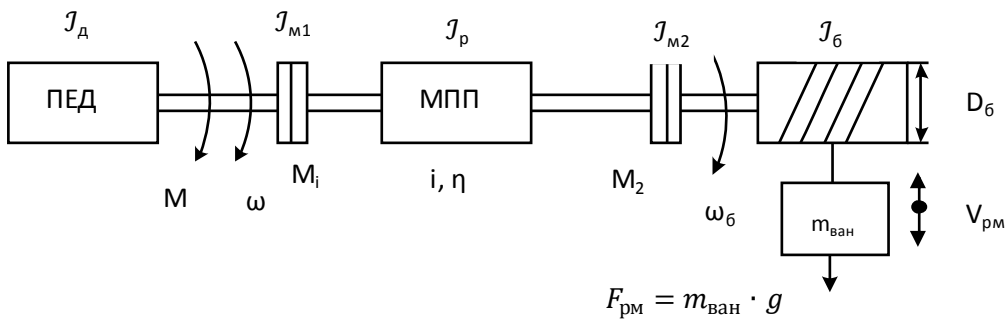 𝒥д 𝒥м1 𝒥р 𝒥м2 𝒥б
ПЕД МПП Dб
M ω Mi i, η M2 ωб mван Vрм
Fрм = mван · g